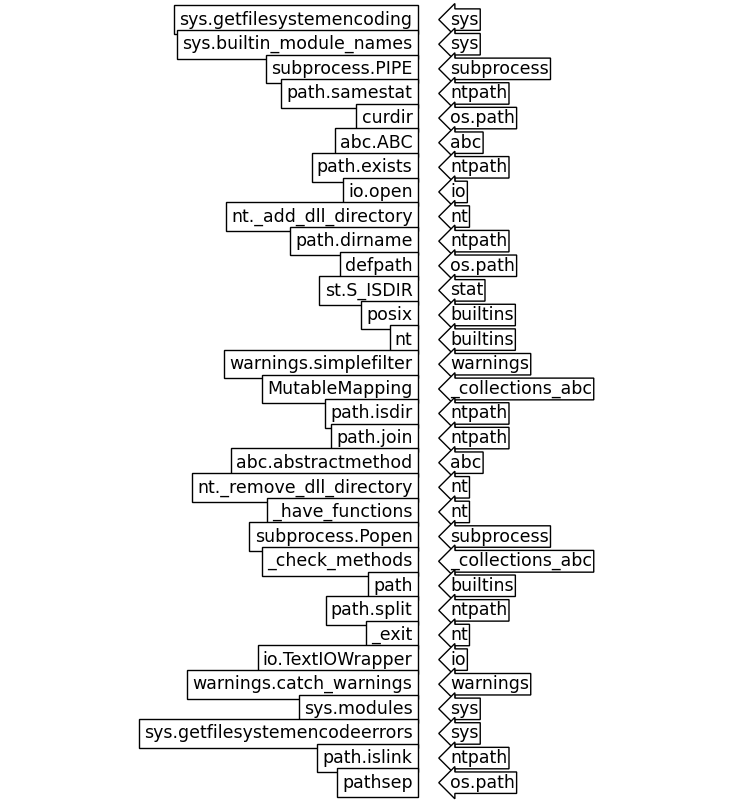 sys.getfilesystemencoding sys
sys.builtin_module_names sys
subprocess.PIPE subprocess
path.samestat ntpath
curdir os.path
abc.ABC abc
path.exists ntpath
io.open io
nt._add_dll_directory nt
path.dirname ntpath
defpath os.path
st.S_ISDIR stat
posix builtins
nt builtins
warnings.simplefilter warnings
MutableMapping _collections_abc
path.isdir ntpath
path.join ntpath
abc.abstractmethod abc
nt._remove_dll_directory nt
_have_functions nt
subprocess.Popen subprocess
_check_methods _collections_abc
path builtins
path.split ntpath
_exit nt
io.TextIOWrapper io
warnings.catch_warnings warnings
sys.modules sys
sys.getfilesystemencodeerrors sys
path.islink ntpath
pathsep os.path